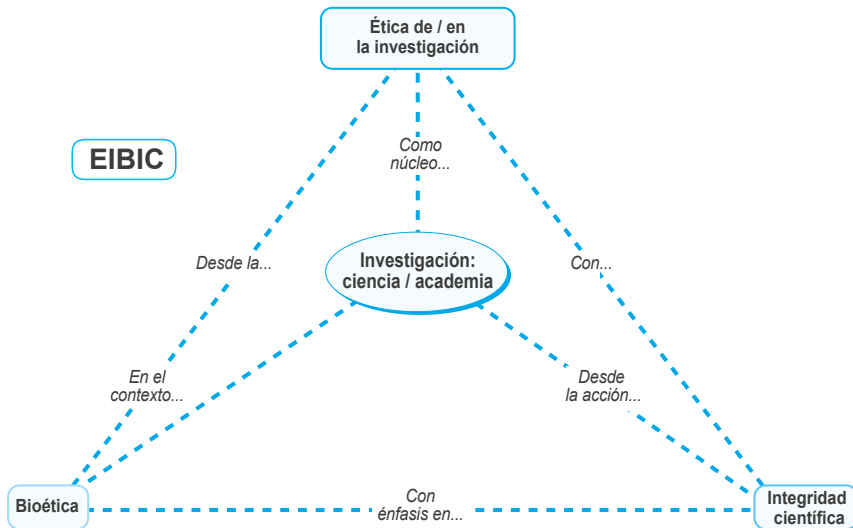 Ética de / en
la investigación
Como
núcleo...
EIBIC
Desde la...
Investigación:
ciencia / academia
Con...
En el
contexto...
Desde
la acción...
Bioética
Con
énfasis en...
Integridad
científica